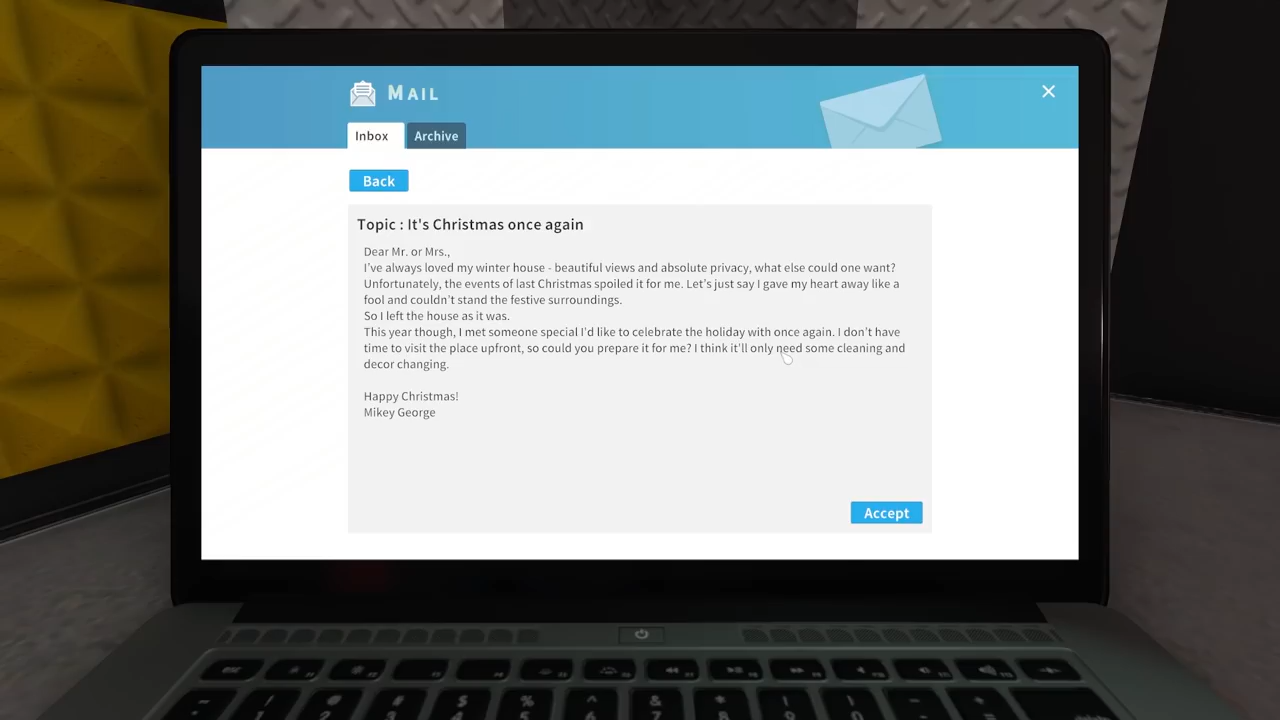 MAIL
Inbox
Archive
Back
Topic : It's Christmas once again
Dear Mr. or Mrs.,
I've always loved my winter house - beautiful views and absolute privacy, what else could one want?
Unfortunately, the events of last Christmas spoiled it for me. Let's just say I gave my heart away like a
fool and couldn't stand the festive surroundings.
So I left the house as it was.
This year though, I met someone special I'd like to celebrate the holiday with once again. I don't have
time to visit the place upfront, so could you prepare it for me? I think it'll only need some cleaning and
decor changing.
Happy Christmas!
Mikey George
Accept